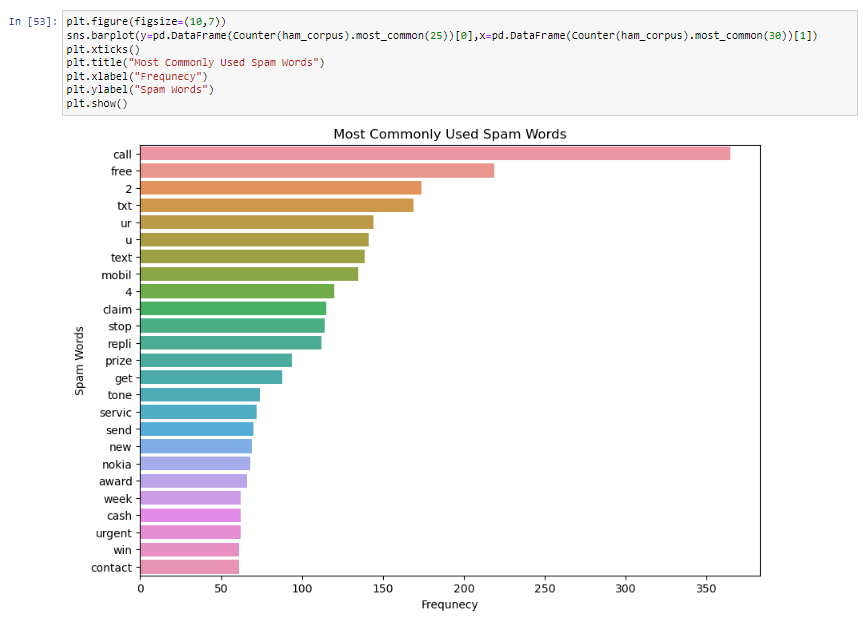 In [53]: plt.figure(figsize=(10,7))
sns.barplot(y=pd.DataFrame(Counter(ham_corpus).most_common(25))[0],x=pd.DataFrame(Counter(ham_corpus).most_common(30))[1])
plt.xticks()
plt.title("Most Commonly Used Spam Words")
plt.xlabel("Frequnecy")
plt.ylabel("Spam Words")
plt.show()
Most Commonly Used Spam Words
call
free
2
txt
ur
u
text
mobil
4
claim
stop
repli
prize
get
tone
servic
send
new
nokia
award
week
cash
urgent
win
contact
Spam Words
0 50 100 150 200 250 300 350
Frequnecy